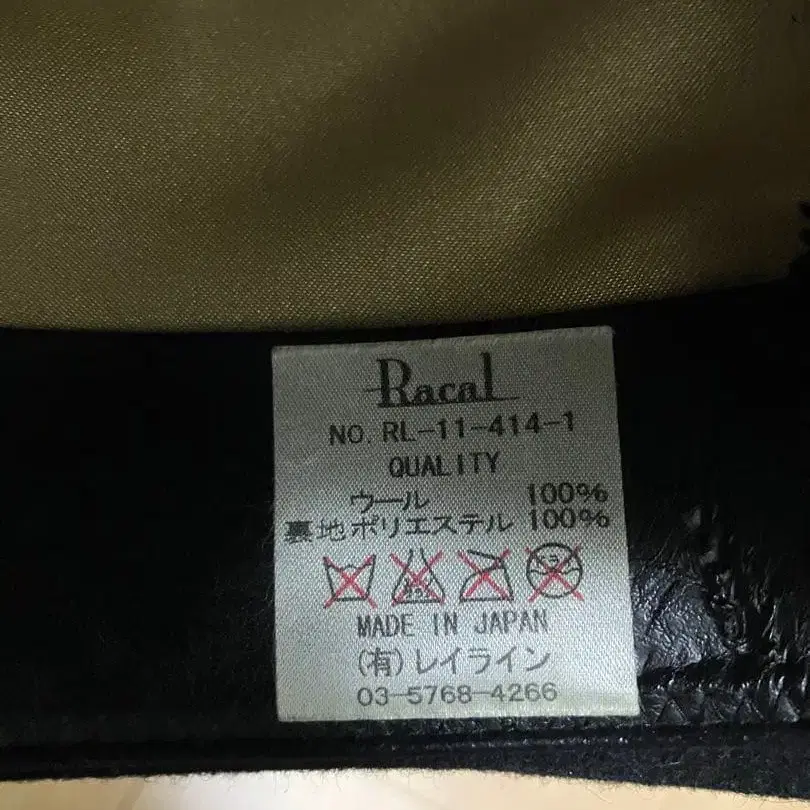 Racal
NO. RL-11-414-1
QUALITY
ウール 100%
裏地ポリエステル 100%
MADE IN JAPAN
(有)レイライン
03-5768-4266